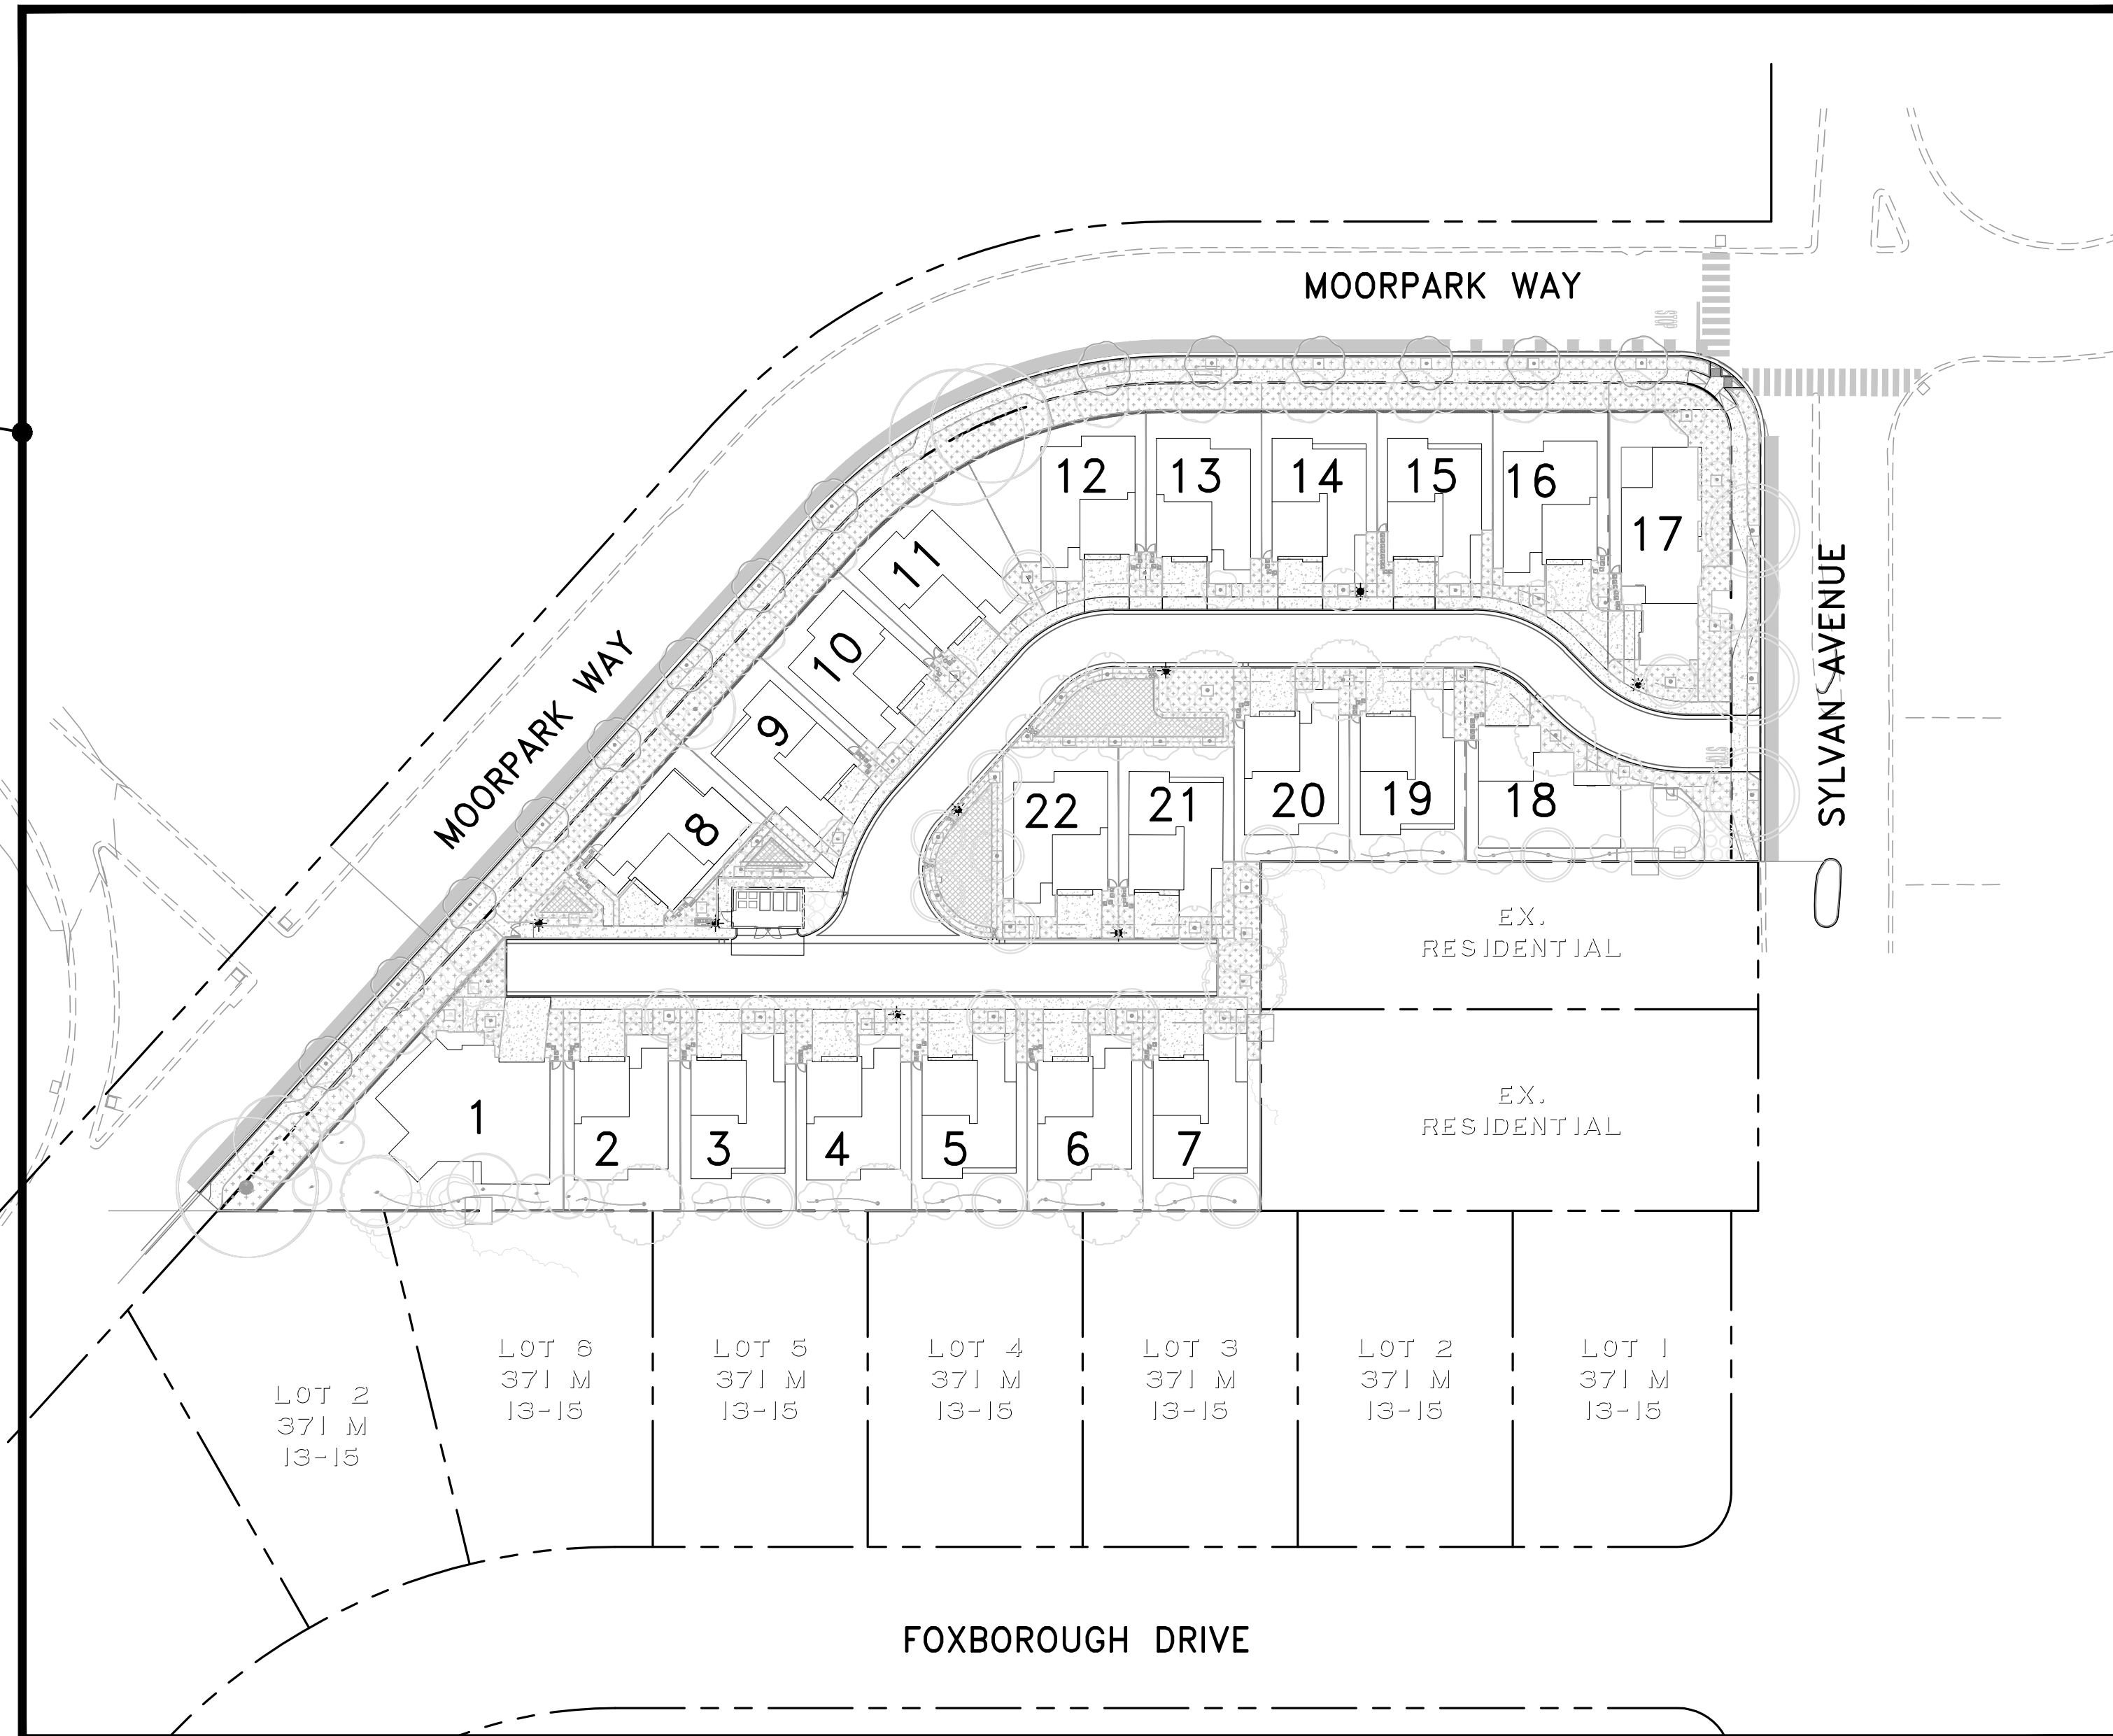 MOORPARK WAY
STOP
SYLVAN AVENUE
MOORPARK WAY
12
13
14
15
16
17
11
10
9
8
22
21
20
19
18
STOP
EX.
RESIDENTIAL
EX.
RESIDENTIAL
1
2
3
4
5
6
7
LOT 2
371 M
13-15
LOT 6
371 M
13-15
LOT 5
371 M
13-15
LOT 4
371 M
13-15
LOT 3
371 M
13-15
LOT 2
371 M
13-15
LOT 1
371 M
13-15
FOXBOROUGH DRIVE